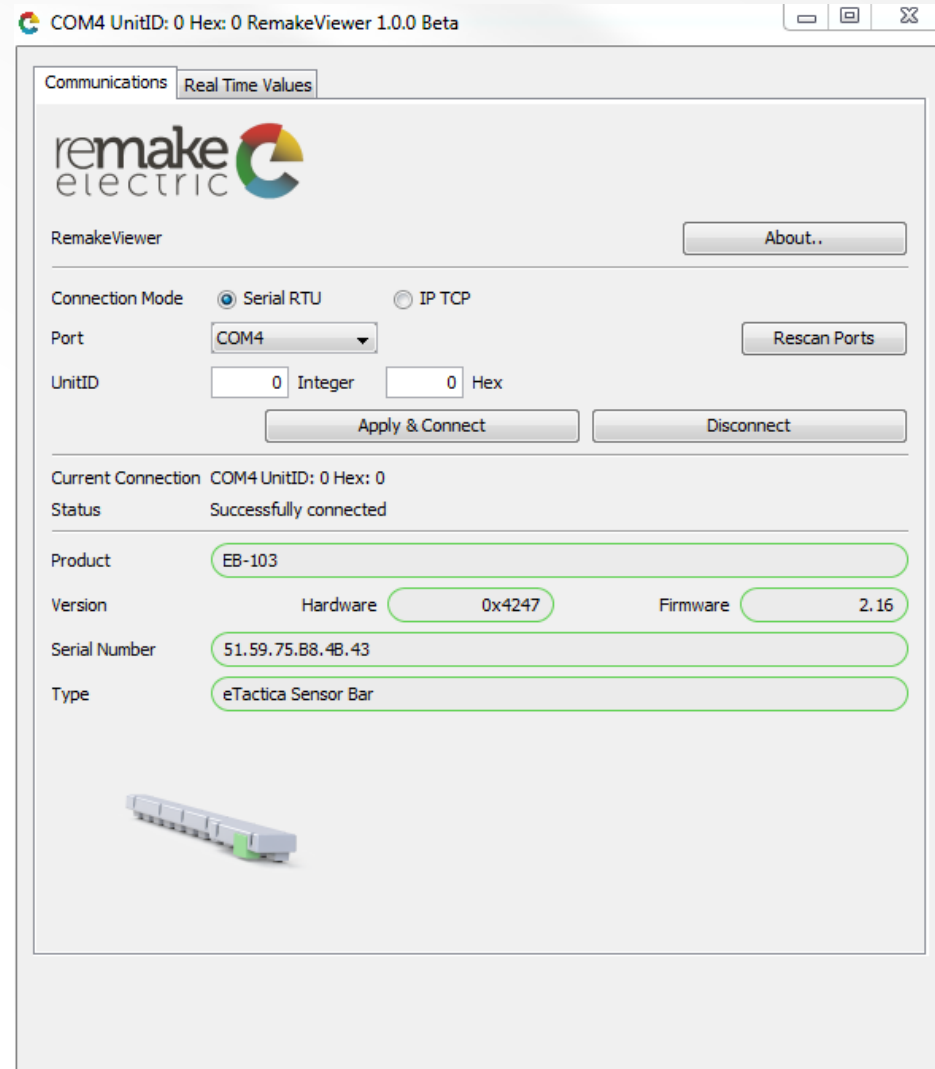 COM4 UnitID: 0 Hex: 0 RemakeViewer 1.0.0 Beta
Communications Real Time Values
remake
electric
RemakeViewer About..
Connection Mode Serial RTU IP TCP
Port COM4 Rescan Ports
UnitID 0 Integer 0 Hex
Apply & Connect Disconnect
Current Connection COM4 UnitID: 0 Hex: 0
Status Successfully connected
Product EB-103
Version Hardware 0x4247 Firmware 2.16
Serial Number 51.59.75.B8.4B.43
Type eTactica Sensor Bar